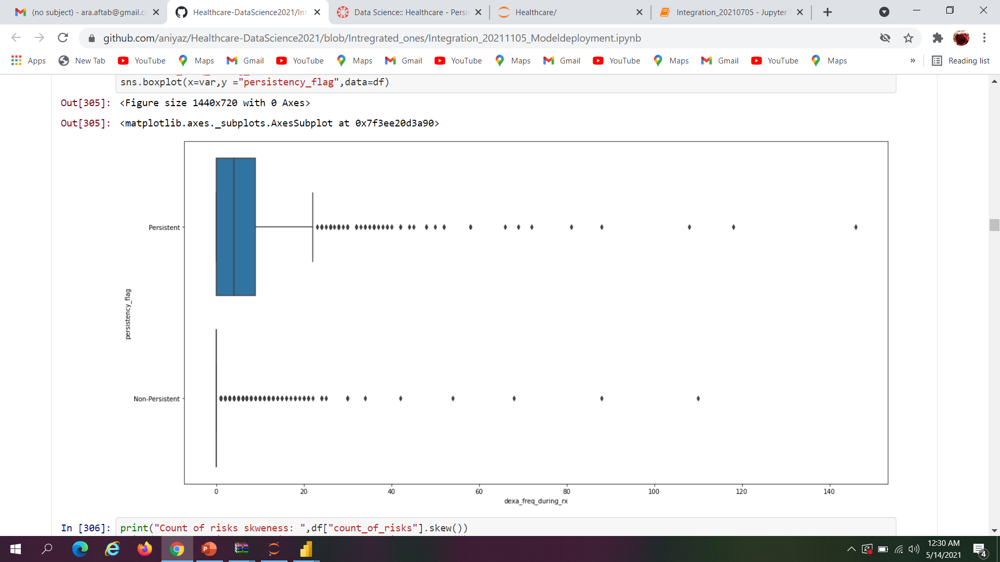 (no subject) - ara.aftab@gmail.c
Healthcare-DataScience2021/Int
Data Science:: Healthcare - Persi
Healthcare/
Integration_20210705 - Jupyter
github.com/aniyaz/Healthcare-DataScience2021/blob/Intregrated_ones/Integration_20211105_Modeldeployment.ipynb
Apps New Tab YouTube Maps Gmail YouTube Maps Gmail YouTube Maps Gmail YouTube Maps Gmail YouTube Maps » Reading list
sns.boxplot(x=var,y ="persistency_flag",data=df)
Out[305]: <Figure size 1440x720 with 0 Axes>
Out[305]: <matplotlib.axes._subplots.AxesSubplot at 0x7f3ee20d3a90>
Persistent
persistency_flag
Non-Persistent
0 20 40 60 80 100 120 140
dexa_freq_during_rx
In [306]: print("Count of risks skweness: ",df["count_of_risks"].skew())
12:30 AM
5/14/2021
4